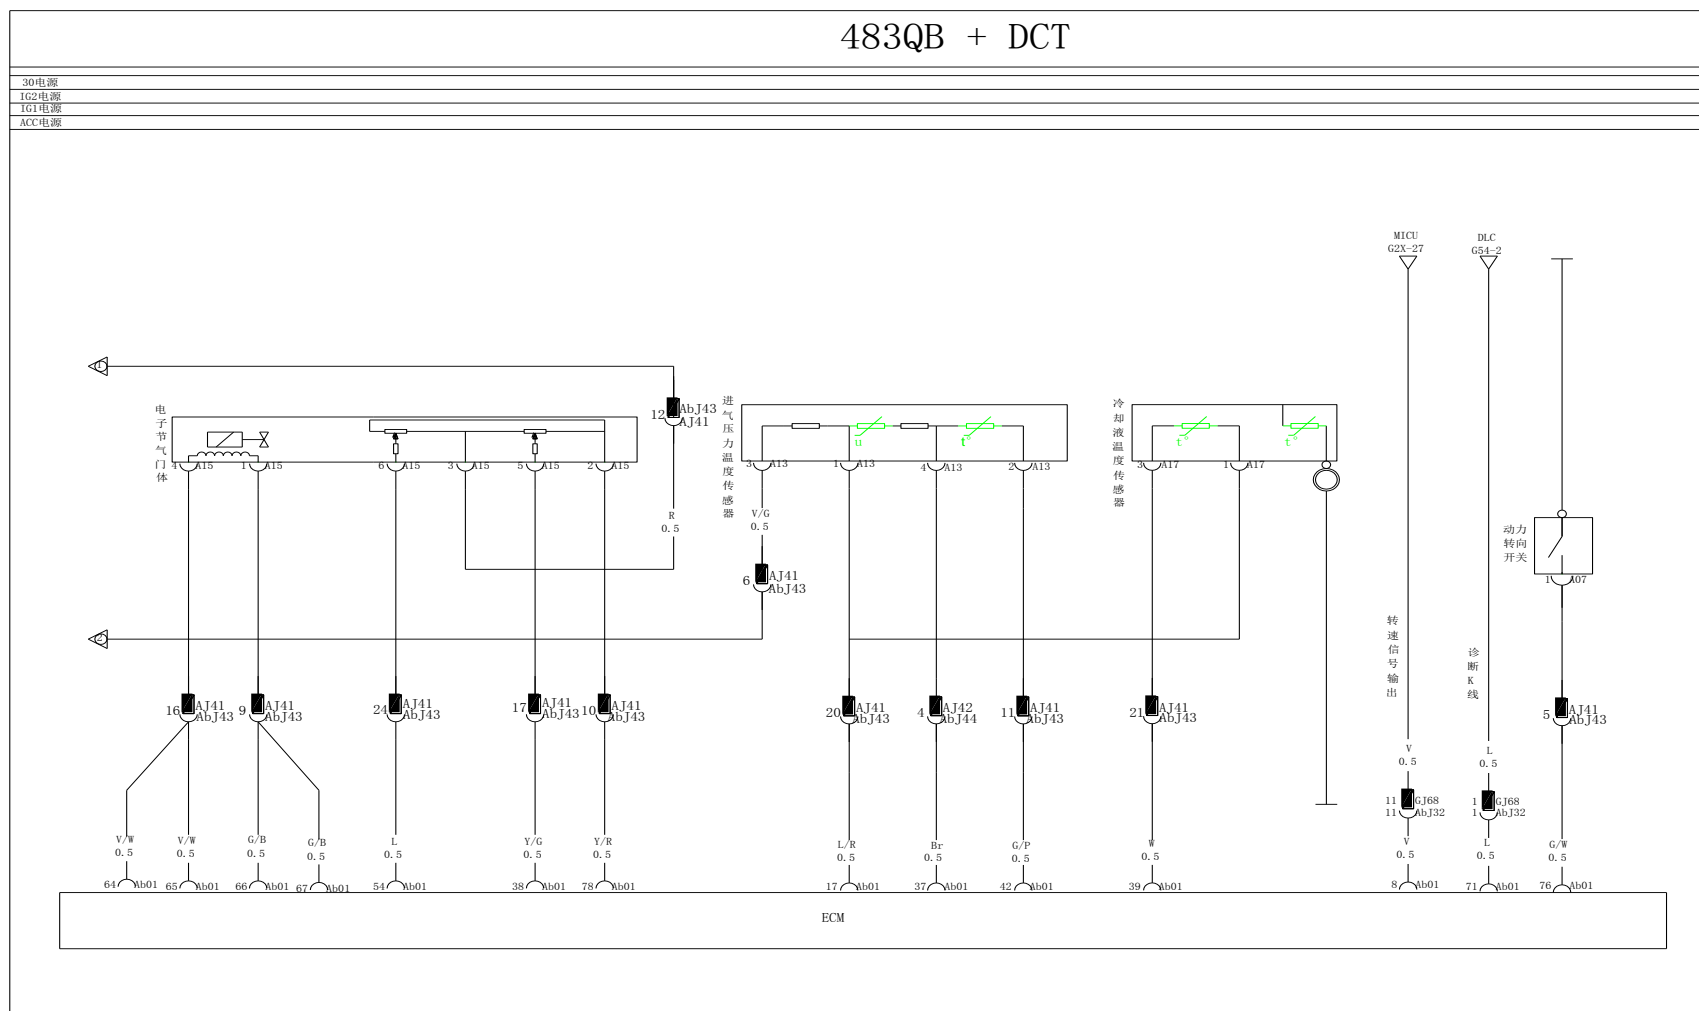 483QB + DCT
30电源
IG2电源
IG1电源
ACC电源
MICU
G2X-27
DLC
G54-2
1
12
AbJ43
AJ41
电子节气门体
进气压力温度传感器
冷却液温度传感器
u
t°
t°
t°
4 A15
1 A15
6 A15
3 A15
5 A15
2 A15
3 A13
1 A13
4 A13
2 A13
3 A17
1 A17
R
0.5
V/G
0.5
动力
转向
开关
1 A07
6
AJ41
AbJ43
2
转速信号输出
诊断K线
16
AJ41
AbJ43
9
AJ41
AbJ43
24
AJ41
AbJ43
17
AJ41
AbJ43
10
AJ41
AbJ43
20
AJ41
AbJ43
4
AJ42
AbJ44
11
AJ41
AbJ43
21
AJ41
AbJ43
5
AJ41
AbJ43
V
0.5
L
0.5
11 GJ68
11 AbJ32
1 GJ68
1 AbJ32
V/W
0.5
V/W
0.5
G/B
0.5
G/B
0.5
L
0.5
Y/G
0.5
Y/R
0.5
L/R
0.5
Br
0.5
G/P
0.5
W
0.5
V
0.5
L
0.5
G/W
0.5
64 Ab01
65 Ab01
66 Ab01
67 Ab01
54 Ab01
38 Ab01
78 Ab01
17 Ab01
37 Ab01
42 Ab01
39 Ab01
8 Ab01
71 Ab01
76 Ab01
ECM